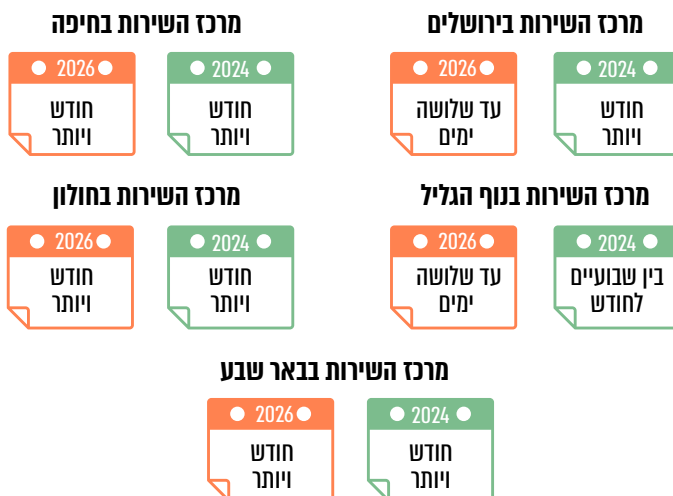 מרכז השירות בירושלים
2024
חודש
ויותר
2026
עד שלושה
ימים
מרכז השירות בחיפה
2024
חודש
ויותר
2026
חודש
ויותר
מרכז השירות בנוף הגליל
2024
בין שבועיים
לחודש
2026
עד שלושה
ימים
מרכז השירות בחולון
2024
חודש
ויותר
2026
חודש
ויותר
מרכז השירות בבאר שבע
2024
חודש
ויותר
2026
חודש
ויותר